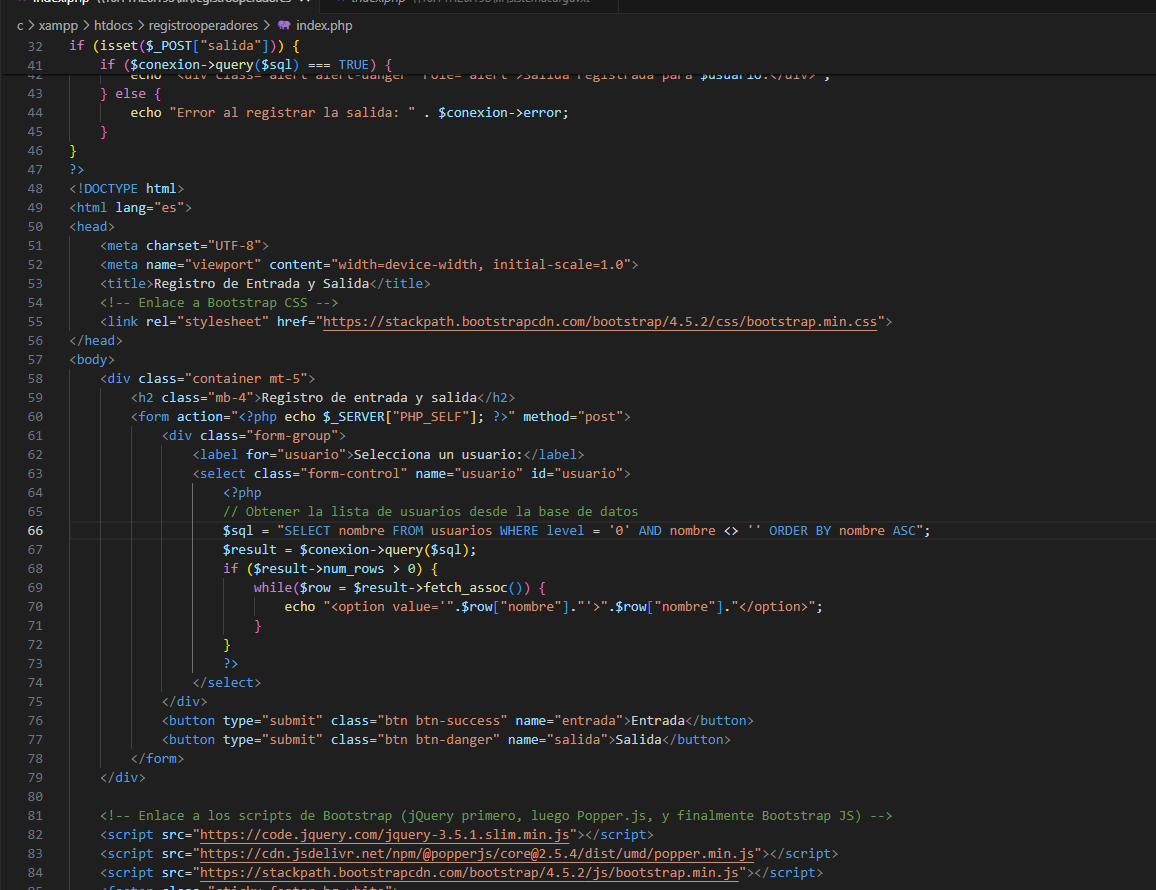 c > xampp > htdocs > registrooperadores > index.php
32 if (isset($_POST["salida"])) {
41 if ($conexion->query($sql) === TRUE) {
42 echo "<div class='alert alert-danger' role='alert'>Salida registrada para $usuario.</div>";
43 } else {
44 echo "Error al registrar la salida: " . $conexion->error;
45 }
46 }
47 ?>
48 <!DOCTYPE html>
49 <html lang="es">
50 <head>
51 <meta charset="UTF-8">
52 <meta name="viewport" content="width=device-width, initial-scale=1.0">
53 <title>Registro de Entrada y Salida</title>
54 <!-- Enlace a Bootstrap CSS -->
55 <link rel="stylesheet" href="https://stackpath.bootstrapcdn.com/bootstrap/4.5.2/css/bootstrap.min.css">
56 </head>
57 <body>
58 <div class="container mt-5">
59 <h2 class="mb-4">Registro de entrada y salida</h2>
60 <form action="<?php echo $_SERVER["PHP_SELF"]; ?>" method="post">
61 <div class="form-group">
62 <label for="usuario">Selecciona un usuario:</label>
63 <select class="form-control" name="usuario" id="usuario">
64 <?php
65 // Obtener la lista de usuarios desde la base de datos
66 $sql = "SELECT nombre FROM usuarios WHERE level = '0' AND nombre <> '' ORDER BY nombre ASC";
67 $result = $conexion->query($sql);
68 if ($result->num_rows > 0) {
69 while($row = $result->fetch_assoc()) {
70 echo "<option value='".$row["nombre"]."'>".$row["nombre"]."</option>";
71 }
72 }
73 ?>
74 </select>
75 </div>
76 <button type="submit" class="btn btn-success" name="entrada">Entrada</button>
77 <button type="submit" class="btn btn-danger" name="salida">Salida</button>
78 </form>
79 </div>
80
81 <!-- Enlace a los scripts de Bootstrap (jQuery primero, luego Popper.js, y finalmente Bootstrap JS) -->
82 <script src="https://code.jquery.com/jquery-3.5.1.slim.min.js"></script>
83 <script src="https://cdn.jsdelivr.net/npm/@popperjs/core@2.5.4/dist/umd/popper.min.js"></script>
84 <script src="https://stackpath.bootstrapcdn.com/bootstrap/4.5.2/js/bootstrap.min.js"></script>